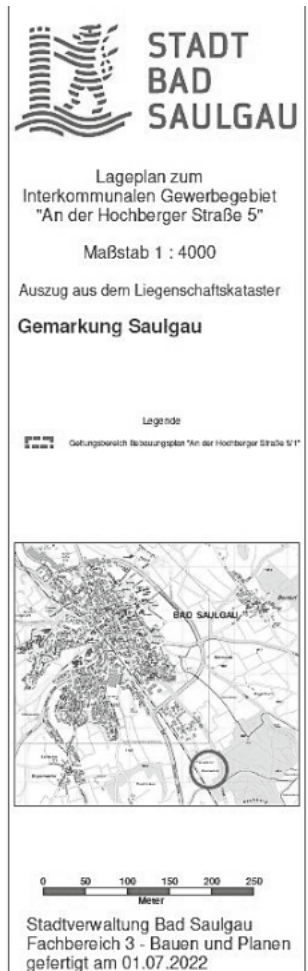 STADT
BAD
SAULGAU
Lageplan zum
Interkommunalen Gewerbegebiet
"An der Hochberger Straße 5"
Maßstab 1 : 4000
Auszug aus dem Liegenschaftskataster
Gemarkung Saulgau
Legende
Geltungsbereich Bebauungsplan "An der Hochberger Straße 5/1"
BAD SAULGAU
0 50 100 150 200 250
Meter
Stadtverwaltung Bad Saulgau
Fachbereich 3 - Bauen und Planen
gefertigt am 01.07.2022